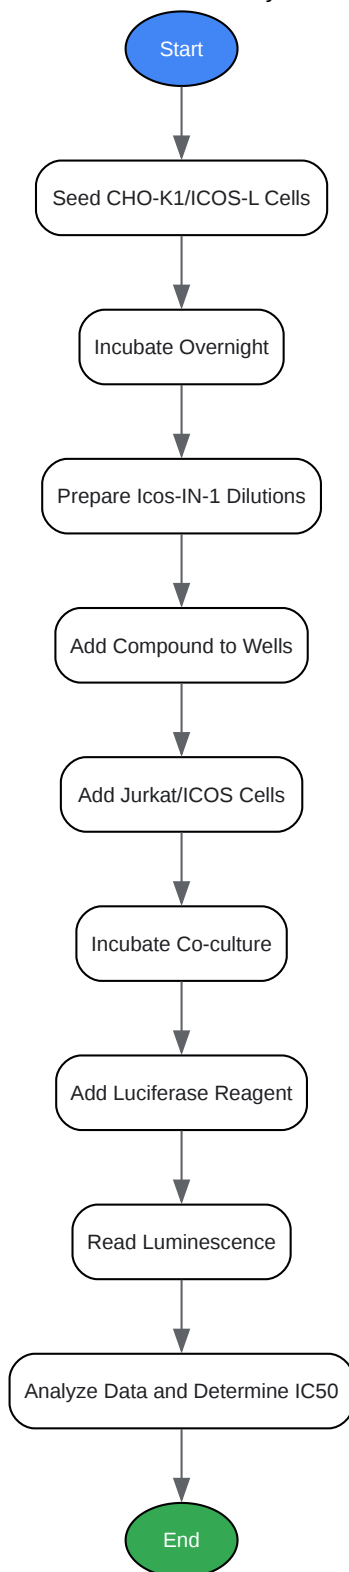 Start
Seed CHO-K1/ICOS-L Cells
Incubate Overnight
Prepare Icos-IN-1 Dilutions
Add Compound to Wells
Add Jurkat/ICOS Cells
Incubate Co-culture
Add Luciferase Reagent
Read Luminescence
Analyze Data and Determine IC50
End